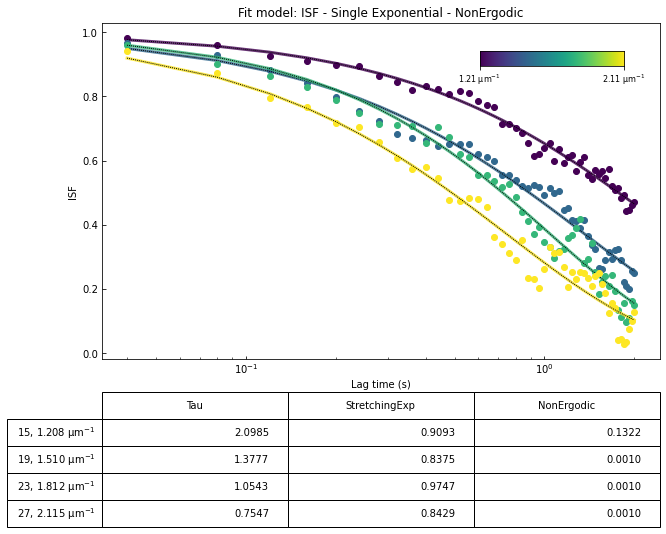 Fit model: ISF - Single Exponential - NonErgodic
1.0
0.8
0.6
0.4
0.2
0.0
ISF
1.21 μm⁻¹ 2.11 μm⁻¹
10⁻¹ 10⁰
Lag time (s)
Tau StretchingExp NonErgodic
15, 1.208 μm⁻¹ 2.0985 0.9093 0.1322
19, 1.510 μm⁻¹ 1.3777 0.8375 0.0010
23, 1.812 μm⁻¹ 1.0543 0.9747 0.0010
27, 2.115 μm⁻¹ 0.7547 0.8429 0.0010